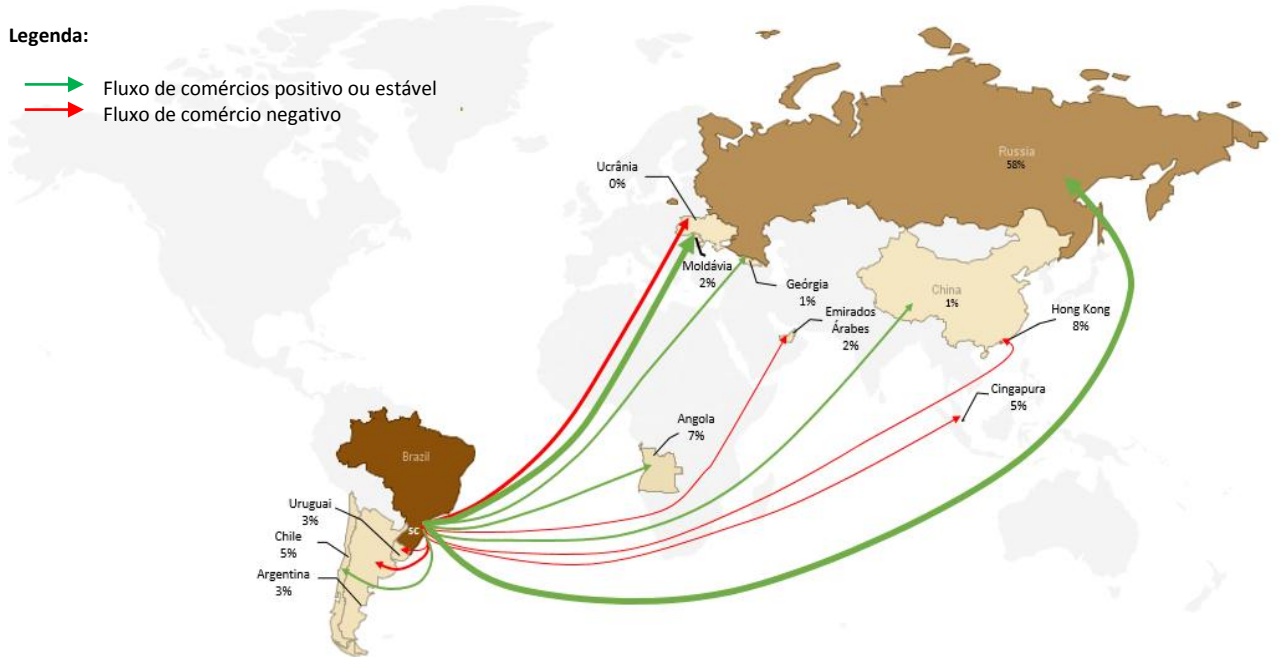 Legenda:
Fluxo de comércios positivo ou estável
Fluxo de comércio negativo
Russia
58%
Ucrânia
0%
Moldávia
2%
Geórgia
1%
Emirados
Árabes
2%
China
1%
Hong Kong
8%
Cingapura
5%
Angola
7%
Brazil
SC
Uruguai
3%
Chile
5%
Argentina
3%